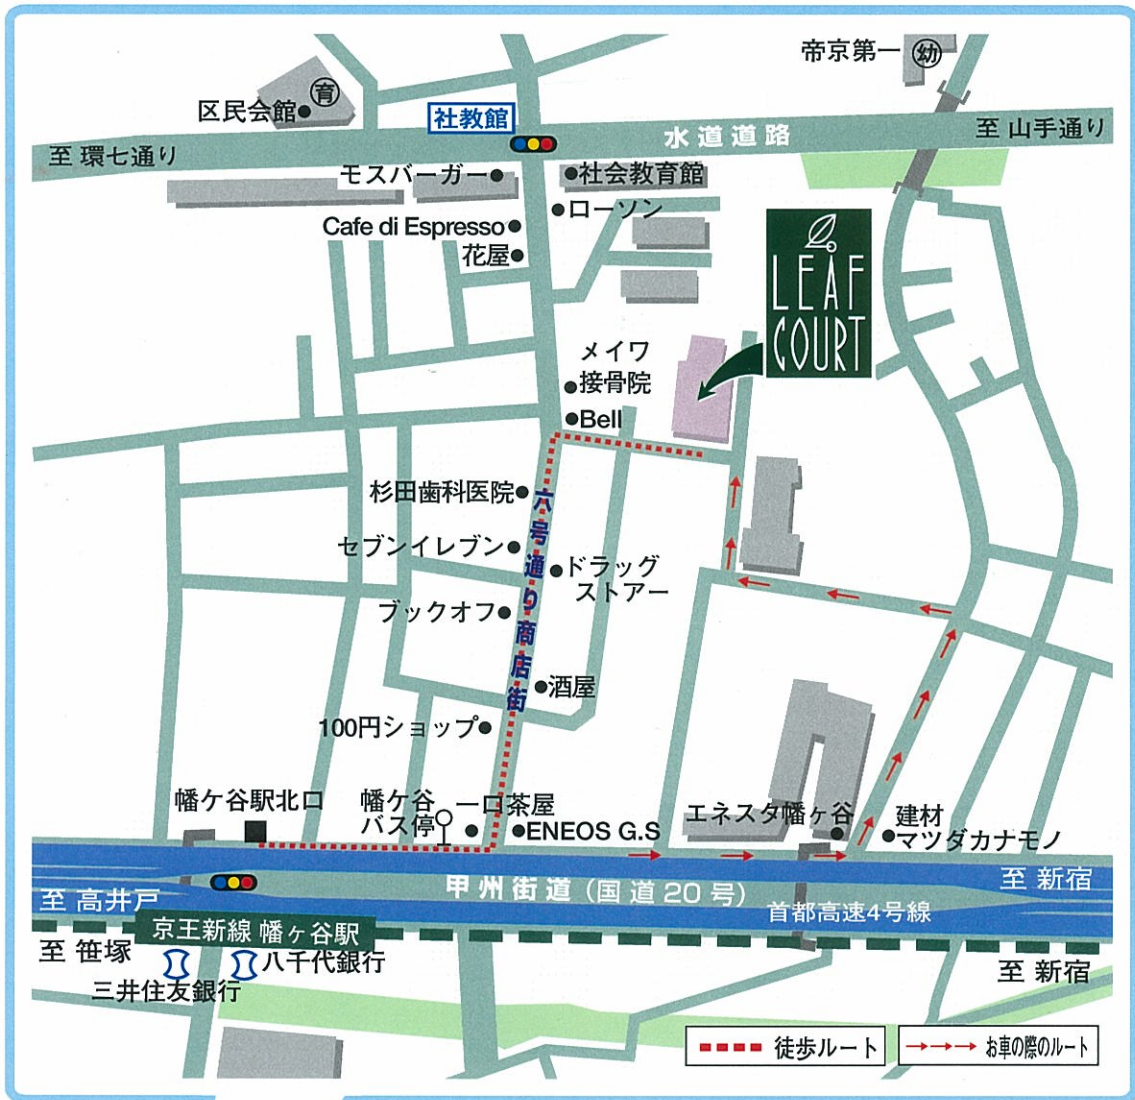 帝京第一 幼
育
区民会館
社教館
水道道路
至 山手通り
至 環七通り
モスバーガー
社会教育館
ローソン
Cafe di Espresso
花屋
LEAF
COURT
メイワ
接骨院
Bell
杉田歯科医院
六号通り商店街
セブンイレブン
ドラッグ
ストアー
ブックオフ
酒屋
100円ショップ
幡ケ谷駅北口
幡ケ谷
バス停
一口茶屋
ENEOS G.S
エネスタ幡ヶ谷
建材
マツダカナモノ
至 新宿
甲州街道(国道20号)
至 高井戸
首都高速4号線
京王新線 幡ヶ谷駅
至 笹塚
八千代銀行
三井住友銀行
至 新宿
徒歩ルート
お車の際のルート